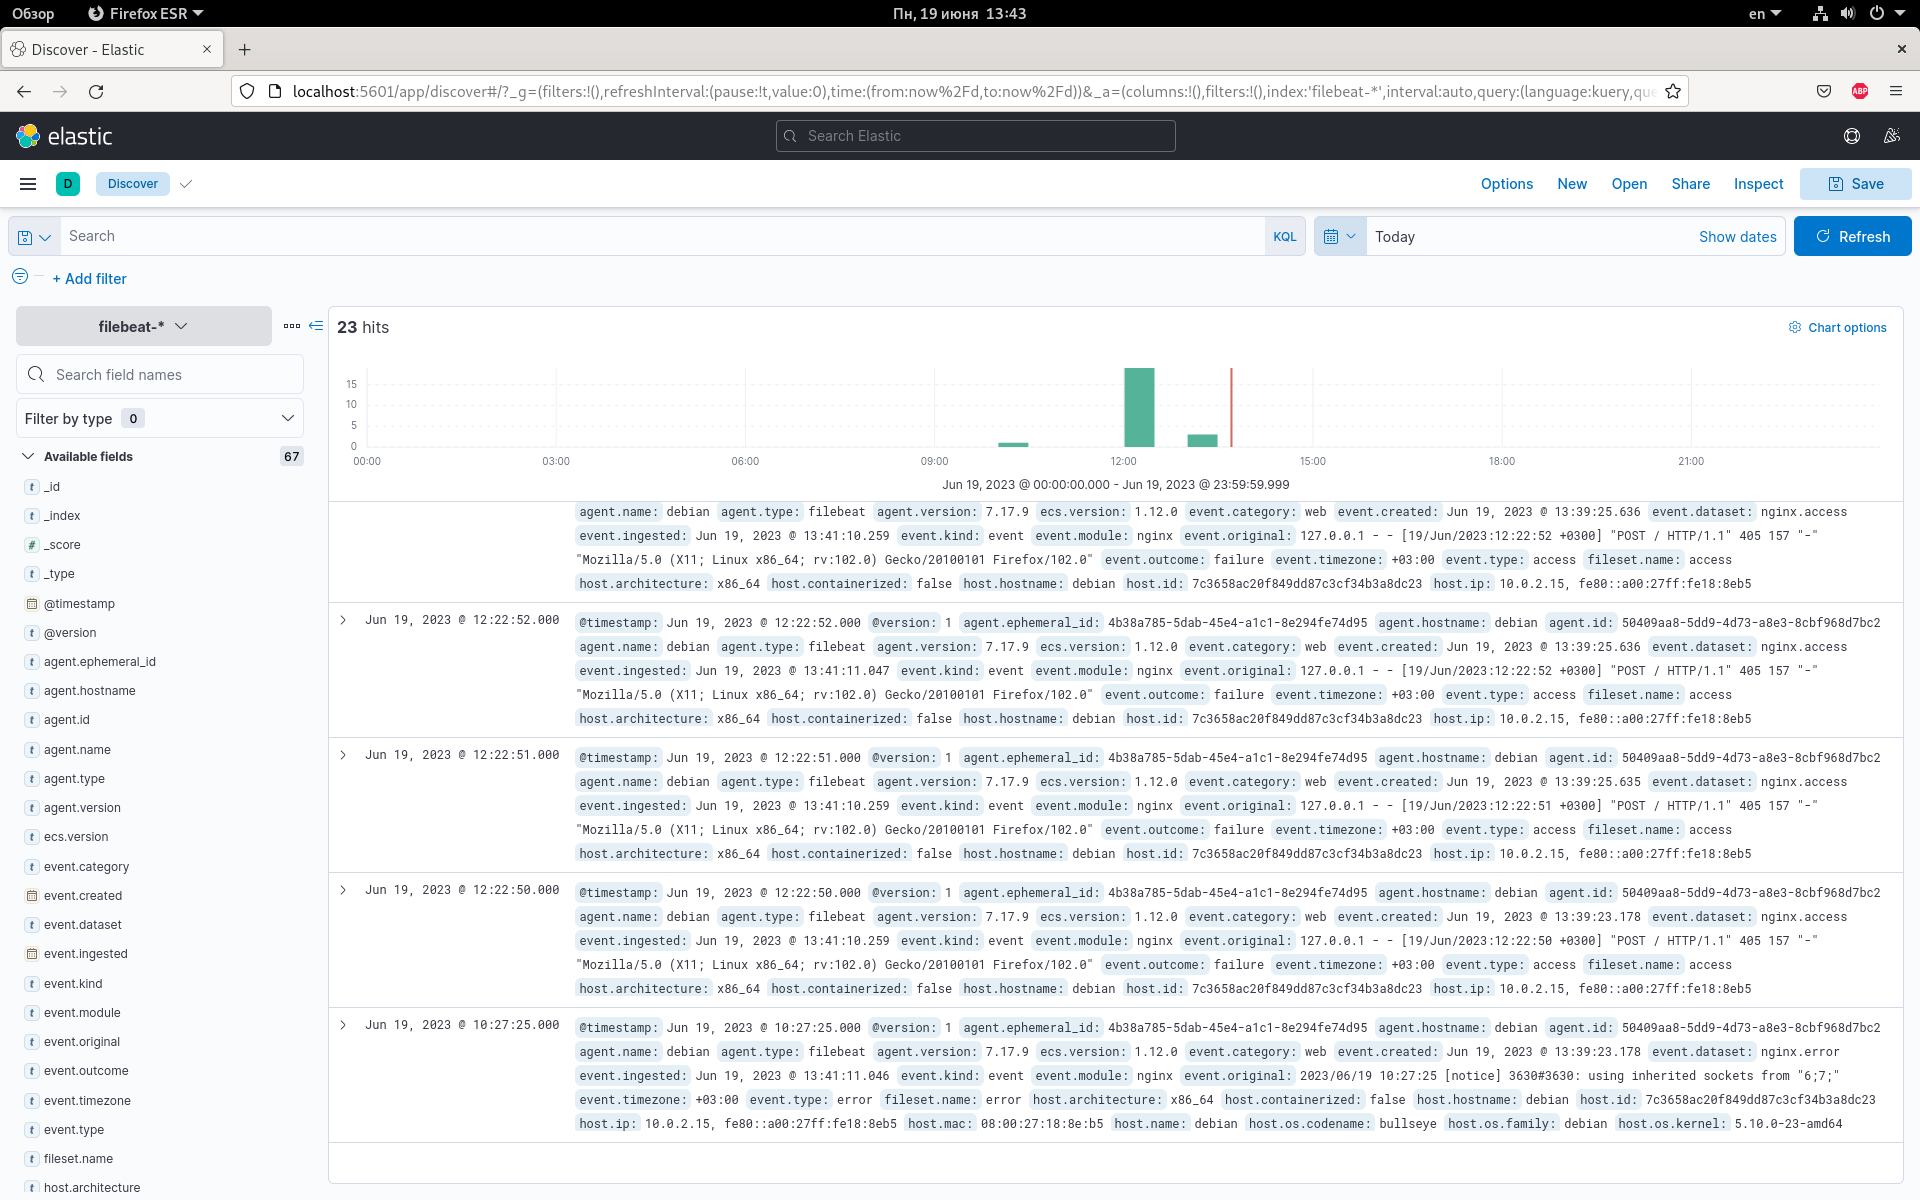 Обзор Firefox ESR Пн, 19 июня 13:43 en
Discover - Elastic
localhost:5601/app/discover#/?_g=(filters:!(),refreshInterval:(pause:!t,value:0),time:(from:now%2Fd,to:now%2Fd))&_a=(columns:!(),filters:!(),index:'filebeat-*',interval:auto,query:(language:kuery,que
ABP
elastic Search Elastic
D Discover Options New Open Share Inspect Save
Search KQL Today Show dates Refresh
+ Add filter
filebeat-*
Search field names
Filter by type 0
Available fields 67
t _id
t _index
# _score
t _type
@timestamp
t @version
t agent.ephemeral_id
t agent.hostname
t agent.id
t agent.name
t agent.type
t agent.version
t ecs.version
t event.category
event.created
t event.dataset
event.ingested
t event.kind
t event.module
t event.original
t event.outcome
t event.timezone
t event.type
t fileset.name
t host.architecture
23 hits Chart options
15
10
5
0
00:00 03:00 06:00 09:00 12:00 15:00 18:00 21:00
Jun 19, 2023 @ 00:00:00.000 - Jun 19, 2023 @ 23:59:59.999
agent.name: debian agent.type: filebeat agent.version: 7.17.9 ecs.version: 1.12.0 event.category: web event.created: Jun 19, 2023 @ 13:39:25.636 event.dataset: nginx.access
event.ingested: Jun 19, 2023 @ 13:41:10.259 event.kind: event event.module: nginx event.original: 127.0.0.1 - - [19/Jun/2023:12:22:52 +0300] "POST / HTTP/1.1" 405 157 "-"
"Mozilla/5.0 (X11; Linux x86_64; rv:102.0) Gecko/20100101 Firefox/102.0" event.outcome: failure event.timezone: +03:00 event.type: access fileset.name: access
host.architecture: x86_64 host.containerized: false host.hostname: debian host.id: 7c3658ac20f849dd87c3cf34b3a8dc23 host.ip: 10.0.2.15, fe80::a00:27ff:fe18:8eb5
Jun 19, 2023 @ 12:22:52.000 @timestamp: Jun 19, 2023 @ 12:22:52.000 @version: 1 agent.ephemeral_id: 4b38a785-5dab-45e4-a1c1-8e294fe74d95 agent.hostname: debian agent.id: 50409aa8-5dd9-4d73-a8e3-8cbf968d7bc2
agent.name: debian agent.type: filebeat agent.version: 7.17.9 ecs.version: 1.12.0 event.category: web event.created: Jun 19, 2023 @ 13:39:25.636 event.dataset: nginx.access
event.ingested: Jun 19, 2023 @ 13:41:11.047 event.kind: event event.module: nginx event.original: 127.0.0.1 - - [19/Jun/2023:12:22:52 +0300] "POST / HTTP/1.1" 405 157 "-"
"Mozilla/5.0 (X11; Linux x86_64; rv:102.0) Gecko/20100101 Firefox/102.0" event.outcome: failure event.timezone: +03:00 event.type: access fileset.name: access
host.architecture: x86_64 host.containerized: false host.hostname: debian host.id: 7c3658ac20f849dd87c3cf34b3a8dc23 host.ip: 10.0.2.15, fe80::a00:27ff:fe18:8eb5
Jun 19, 2023 @ 12:22:51.000 @timestamp: Jun 19, 2023 @ 12:22:51.000 @version: 1 agent.ephemeral_id: 4b38a785-5dab-45e4-a1c1-8e294fe74d95 agent.hostname: debian agent.id: 50409aa8-5dd9-4d73-a8e3-8cbf968d7bc2
agent.name: debian agent.type: filebeat agent.version: 7.17.9 ecs.version: 1.12.0 event.category: web event.created: Jun 19, 2023 @ 13:39:25.635 event.dataset: nginx.access
event.ingested: Jun 19, 2023 @ 13:41:10.259 event.kind: event event.module: nginx event.original: 127.0.0.1 - - [19/Jun/2023:12:22:51 +0300] "POST / HTTP/1.1" 405 157 "-"
"Mozilla/5.0 (X11; Linux x86_64; rv:102.0) Gecko/20100101 Firefox/102.0" event.outcome: failure event.timezone: +03:00 event.type: access fileset.name: access
host.architecture: x86_64 host.containerized: false host.hostname: debian host.id: 7c3658ac20f849dd87c3cf34b3a8dc23 host.ip: 10.0.2.15, fe80::a00:27ff:fe18:8eb5
Jun 19, 2023 @ 12:22:50.000 @timestamp: Jun 19, 2023 @ 12:22:50.000 @version: 1 agent.ephemeral_id: 4b38a785-5dab-45e4-a1c1-8e294fe74d95 agent.hostname: debian agent.id: 50409aa8-5dd9-4d73-a8e3-8cbf968d7bc2
agent.name: debian agent.type: filebeat agent.version: 7.17.9 ecs.version: 1.12.0 event.category: web event.created: Jun 19, 2023 @ 13:39:23.178 event.dataset: nginx.access
event.ingested: Jun 19, 2023 @ 13:41:10.259 event.kind: event event.module: nginx event.original: 127.0.0.1 - - [19/Jun/2023:12:22:50 +0300] "POST / HTTP/1.1" 405 157 "-"
"Mozilla/5.0 (X11; Linux x86_64; rv:102.0) Gecko/20100101 Firefox/102.0" event.outcome: failure event.timezone: +03:00 event.type: access fileset.name: access
host.architecture: x86_64 host.containerized: false host.hostname: debian host.id: 7c3658ac20f849dd87c3cf34b3a8dc23 host.ip: 10.0.2.15, fe80::a00:27ff:fe18:8eb5
Jun 19, 2023 @ 10:27:25.000 @timestamp: Jun 19, 2023 @ 10:27:25.000 @version: 1 agent.ephemeral_id: 4b38a785-5dab-45e4-a1c1-8e294fe74d95 agent.hostname: debian agent.id: 50409aa8-5dd9-4d73-a8e3-8cbf968d7bc2
agent.name: debian agent.type: filebeat agent.version: 7.17.9 ecs.version: 1.12.0 event.category: web event.created: Jun 19, 2023 @ 13:39:23.178 event.dataset: nginx.error
event.ingested: Jun 19, 2023 @ 13:41:11.046 event.kind: event event.module: nginx event.original: 2023/06/19 10:27:25 [notice] 3630#3630: using inherited sockets from "6;7;"
event.timezone: +03:00 event.type: error fileset.name: error host.architecture: x86_64 host.containerized: false host.hostname: debian host.id: 7c3658ac20f849dd87c3cf34b3a8dc23
host.ip: 10.0.2.15, fe80::a00:27ff:fe18:8eb5 host.mac: 08:00:27:18:8e:b5 host.name: debian host.os.codename: bullseye host.os.family: debian host.os.kernel: 5.10.0-23-amd64